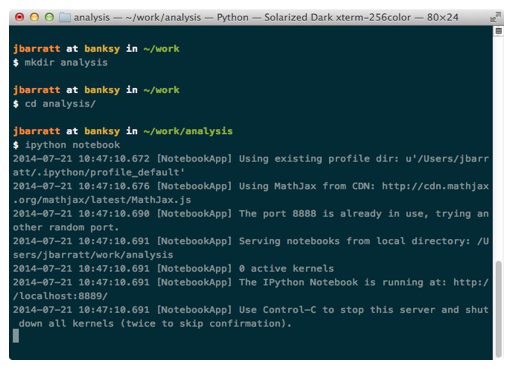 analysis — ~/work/analysis — Python — Solarized Dark xterm-256color — 80×24
jbarratt at banksy in ~/work
$ mkdir analysis
jbarratt at banksy in ~/work
$ cd analysis/
jbarratt at banksy in ~/work/analysis
$ ipython notebook
2014-07-21 10:47:10.672 [NotebookApp] Using existing profile dir: u'/Users/jbarr
att/.ipython/profile_default'
2014-07-21 10:47:10.676 [NotebookApp] Using MathJax from CDN: http://cdn.mathjax
.org/mathjax/latest/MathJax.js
2014-07-21 10:47:10.690 [NotebookApp] The port 8888 is already in use, trying an
other random port.
2014-07-21 10:47:10.691 [NotebookApp] Serving notebooks from local directory: /U
sers/jbarratt/work/analysis
2014-07-21 10:47:10.691 [NotebookApp] 0 active kernels
2014-07-21 10:47:10.691 [NotebookApp] The IPython Notebook is running at: http:/
/localhost:8889/
2014-07-21 10:47:10.691 [NotebookApp] Use Control-C to stop this server and shut
 down all kernels (twice to skip confirmation).